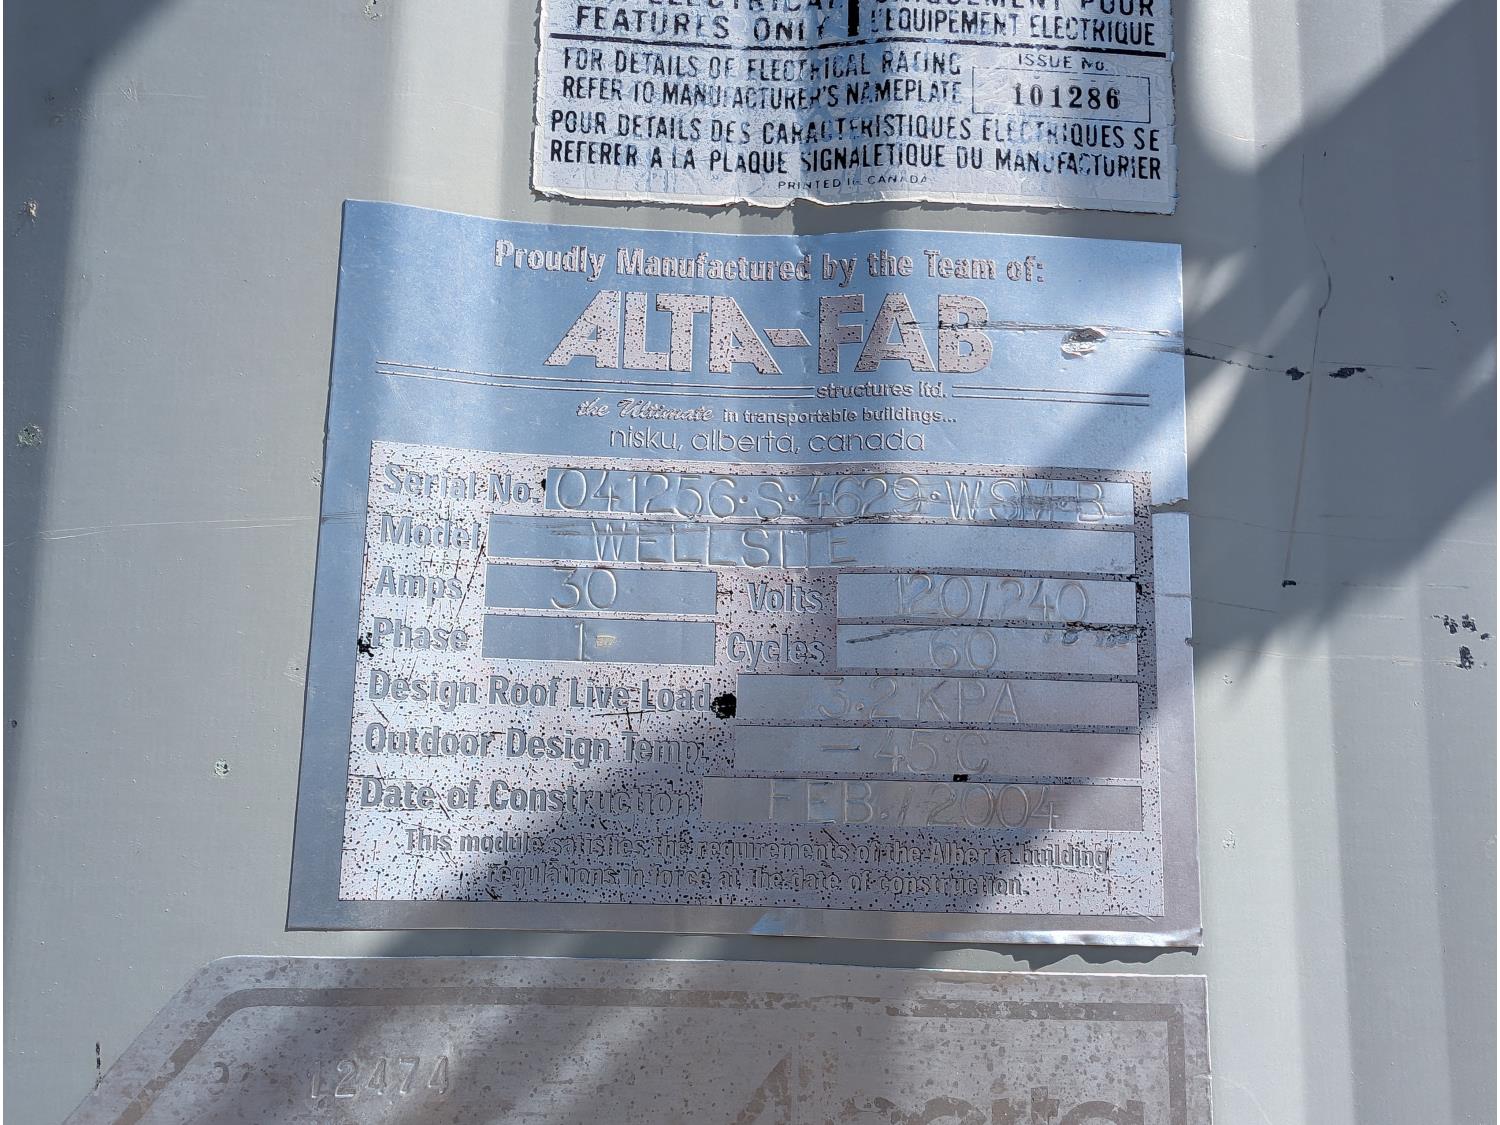 FEATURES ONLY
L'EQUIPEMENT ELECTRIQUE
FOR DETAILS OF ELECTRICAL RATING
REFER TO MANUFACTURER'S NAMEPLATE
ISSUE No.
101286
POUR DETAILS DES CARACTERISTIQUES ELECTRIQUES SE
REFERER A LA PLAQUE SIGNALETIQUE DU MANUFACTURIER
PRINTED IN CANADA
Proudly Manufactured by the Team of:
ALTA-FAB
structures ltd.
the Ultimate in transportable buildings...
nisku, alberta, canada
Serial No. 041256·S·4629·WSM·B
Model WELLSITE
Amps 30 Volts 120/240
Phase 1 Cycles 60
Design Roof Live Load 3.2 KPA
Outdoor Design Temp. -45°C
Date of Construction FEB./2004
This module satisfies the requirements of the Alberta building
regulations in force at the date of construction.
12474